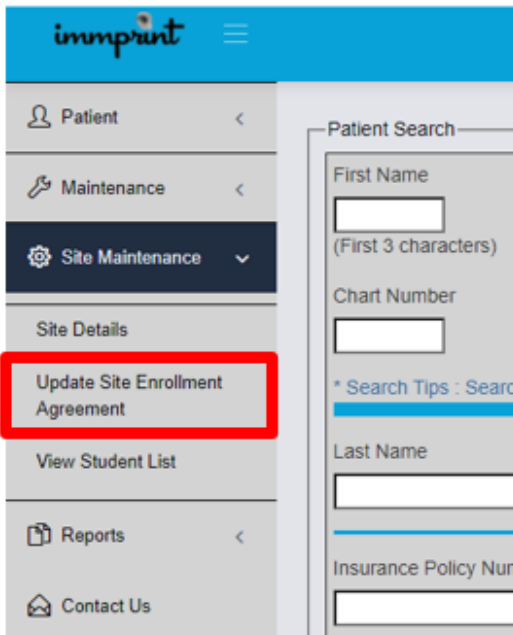 immprint
Patient
Maintenance
Site Maintenance
Site Details
Update Site Enrollment
Agreement
View Student List
Reports
Contact Us
Patient Search
First Name
(First 3 characters)
Chart Number
* Search Tips : Searc
Last Name
Insurance Policy Nu